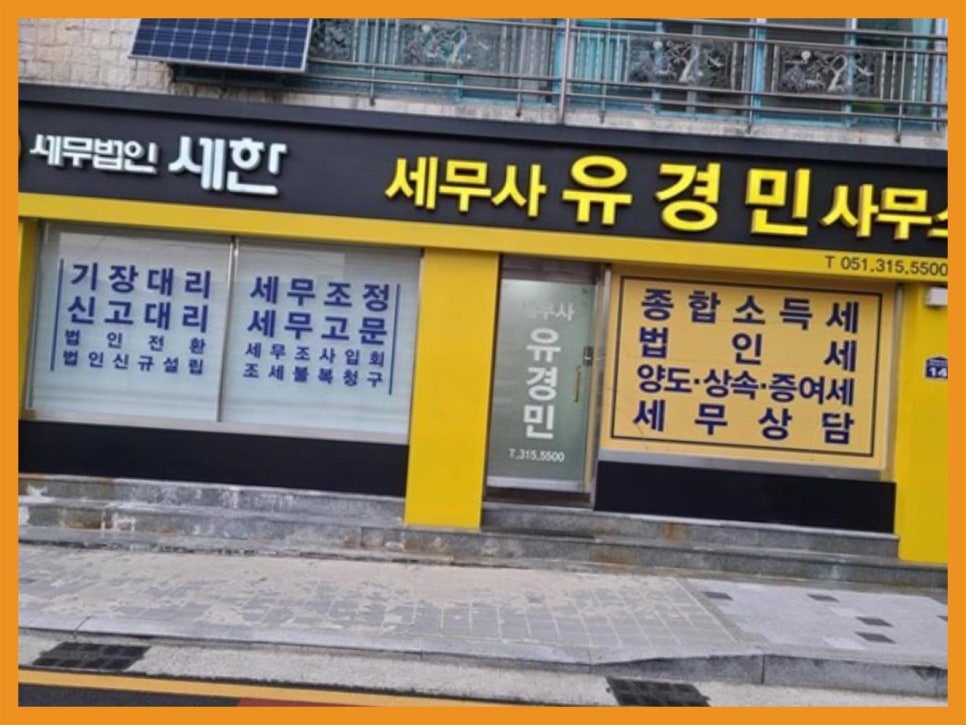 세무법인 세한
세무사 유경민 사무소
T 051.315.5500
기장대리
신고대리
법인전환
법인신규설립
세무조정
세무고문
세무조사입회
조세불복청구
세무사
유경민
T.315.5500
종합소득세
법인세
양도·상속·증여세
세무상담
14